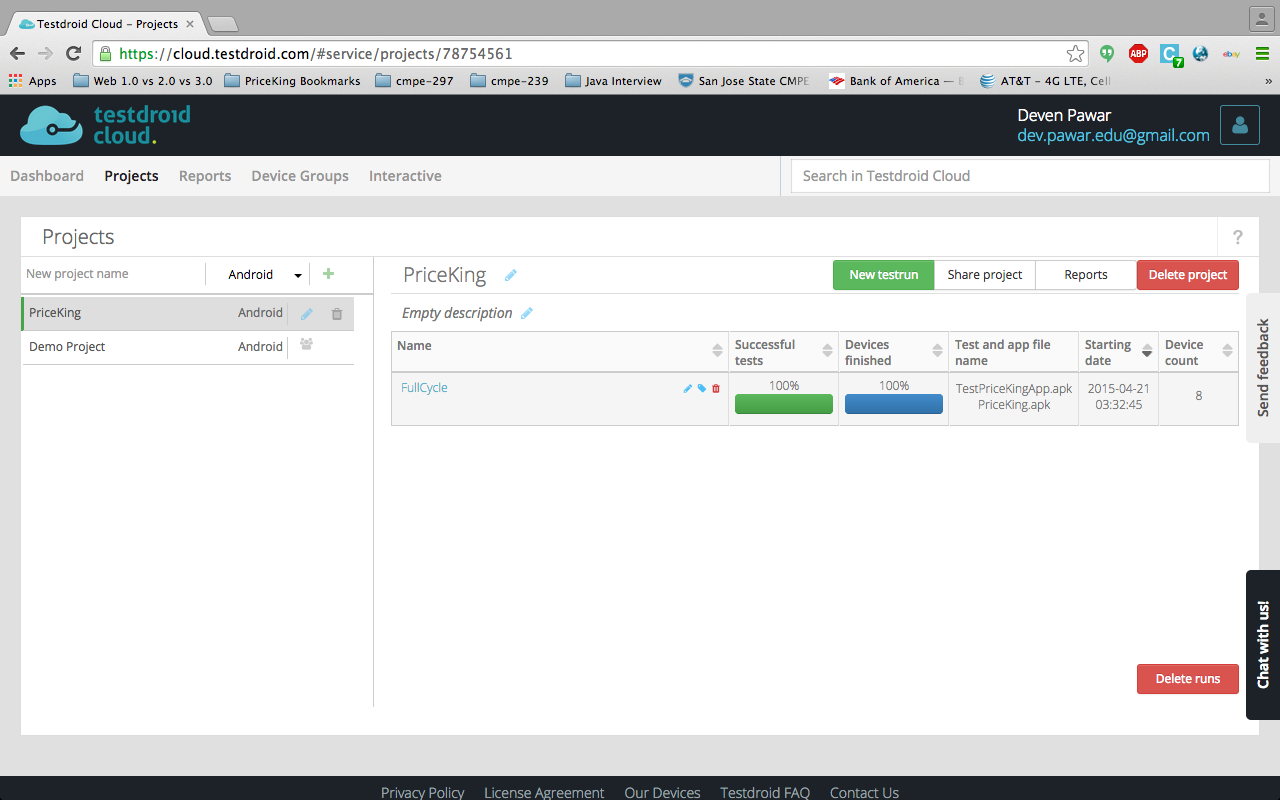 Testdroid Cloud – Projects
https://cloud.testdroid.com/#service/projects/78754561
ABP
C
7
ebay
Apps
Web 1.0 vs 2.0 vs 3.0
PriceKing Bookmarks
cmpe-297
cmpe-239
Java Interview
San Jose State CMPE
Bank of America —
AT&T – 4G LTE, Cell
»
testdroid
cloud.
Deven Pawar
dev.pawar.edu@gmail.com
Dashboard
Projects
Reports
Device Groups
Interactive
Search in Testdroid Cloud
Projects
?
New project name
Android
+
PriceKing
Android
Demo Project
Android
PriceKing
New testrun
Share project
Reports
Delete project
Empty description
Name
Successful
tests
Devices
finished
Test and app file
name
Starting
date
Device
count
FullCycle
100%
100%
TestPriceKingApp.apk
PriceKing.apk
2015-04-21
03:32:45
8
Send feedback
Chat with us!
Delete runs
Privacy Policy
License Agreement
Our Devices
Testdroid FAQ
Contact Us